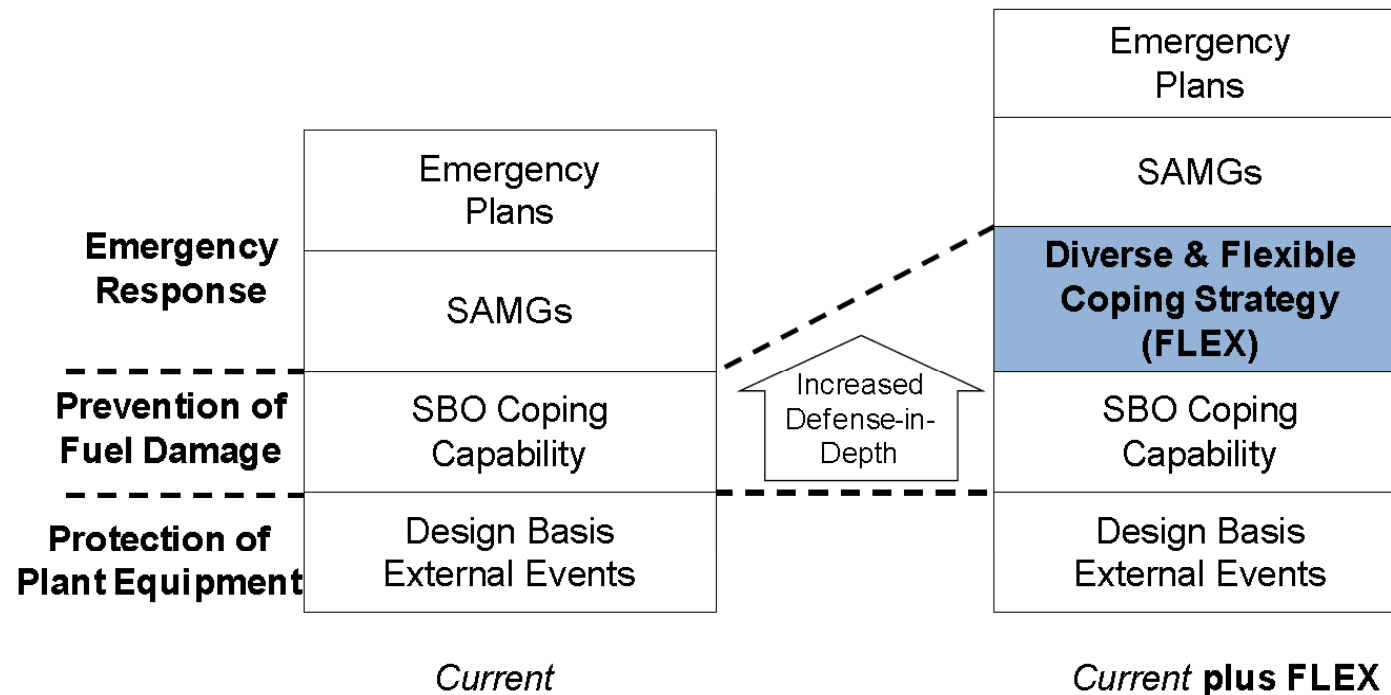 Emergency
Response
Prevention of
Fuel Damage
Protection of
Plant Equipment
Emergency
Plans
SAMGs
SBO Coping
Capability
Design Basis
External Events
Current
Increased
Defense-in-
Depth
Emergency
Plans
SAMGs
Diverse & Flexible
Coping Strategy
(FLEX)
SBO Coping
Capability
Design Basis
External Events
Current plus FLEX